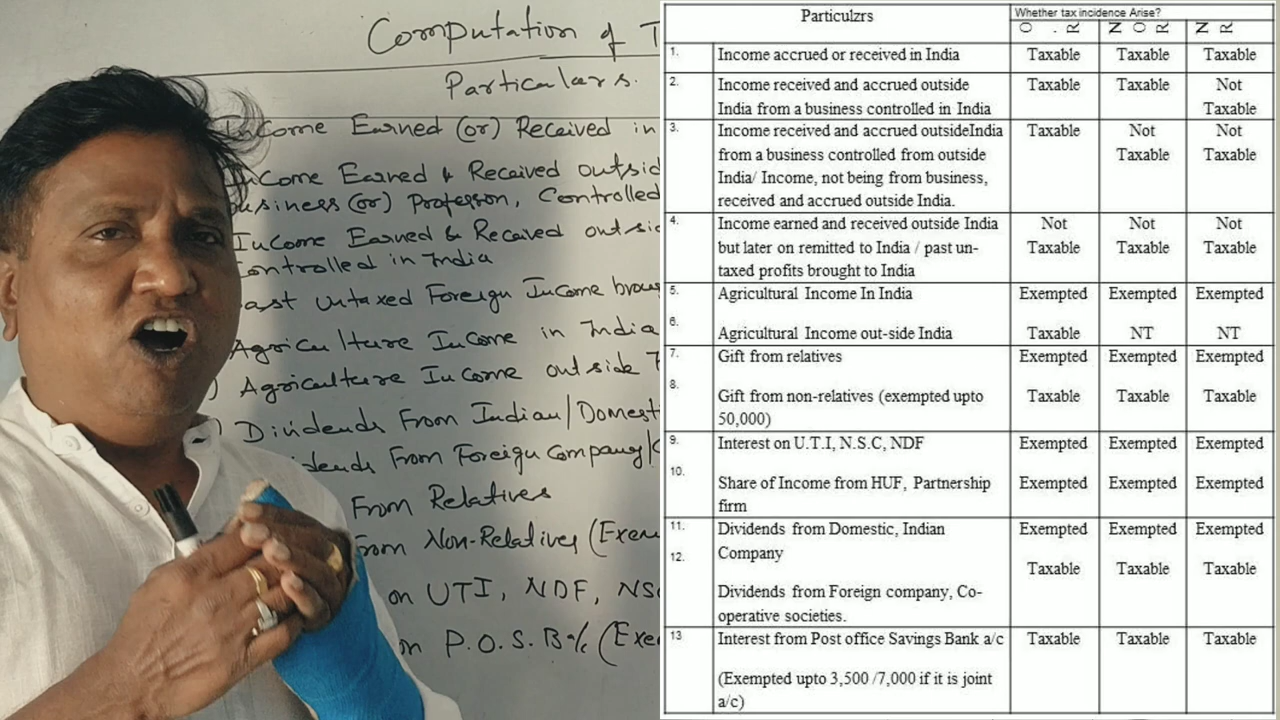 Computation of T
Particulars.
Income Earned (or) Received in
Income Earned & Received outsid
business (or) Profession, Controlled
Income Earned & Received outsid
Controlled in India
ast untaxed Foreign Income brou
Agriculture Income in India
) Agriculture Income outside
) Dividends From Indian/Domesti
idends From Foreign Company/
From Relatives
From Non-Relatives (Exem
on UTI, NDF, NS
on P.O.S.B a/c (Exe
Particulzrs
Whether tax incidence Arise?
O . R N O R N R
1. Income accrued or received in India Taxable Taxable Taxable
2. Income received and accrued outside Taxable Taxable Not
India from a business controlled in India Taxable
3. Income received and accrued outsideIndia Taxable Not Not
from a business controlled from outside Taxable Taxable
India/ Income, not being from business,
received and accrued outside India.
4. Income earned and received outside India Not Not Not
but later on remitted to India / past un- Taxable Taxable Taxable
taxed profits brought to India
5. Agricultural Income In India Exempted Exempted Exempted
6. Agricultural Income out-side India Taxable NT NT
7. Gift from relatives Exempted Exempted Exempted
8. Gift from non-relatives (exempted upto Taxable Taxable Taxable
50,000)
9. Interest on U.T.I, N.S.C, NDF Exempted Exempted Exempted
10. Share of Income from HUF, Partnership Exempted Exempted Exempted
firm
11. Dividends from Domestic, Indian Exempted Exempted Exempted
Company
12. Taxable Taxable Taxable
Dividends from Foreign company, Co-
operative societies.
13 Interest from Post office Savings Bank a/c Taxable Taxable Taxable
(Exempted upto 3,500 /7,000 if it is joint
a/c)